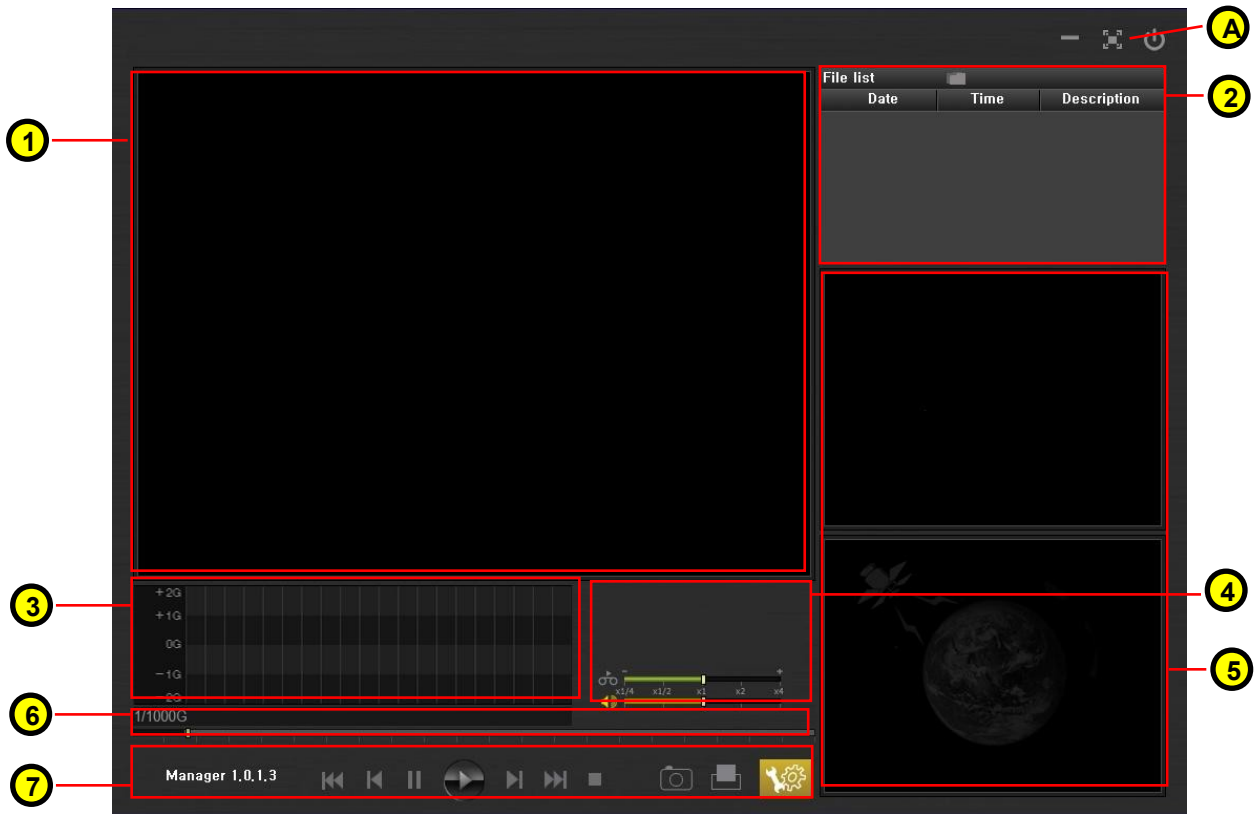 A
File list
Date Time Description
2
1
+2G
+1G
0G
-1G
-2G
3
4
- +
x1/4 x1/2 x1 x2 x4
5
6
1/1000G
7
Manager 1.0.1.3